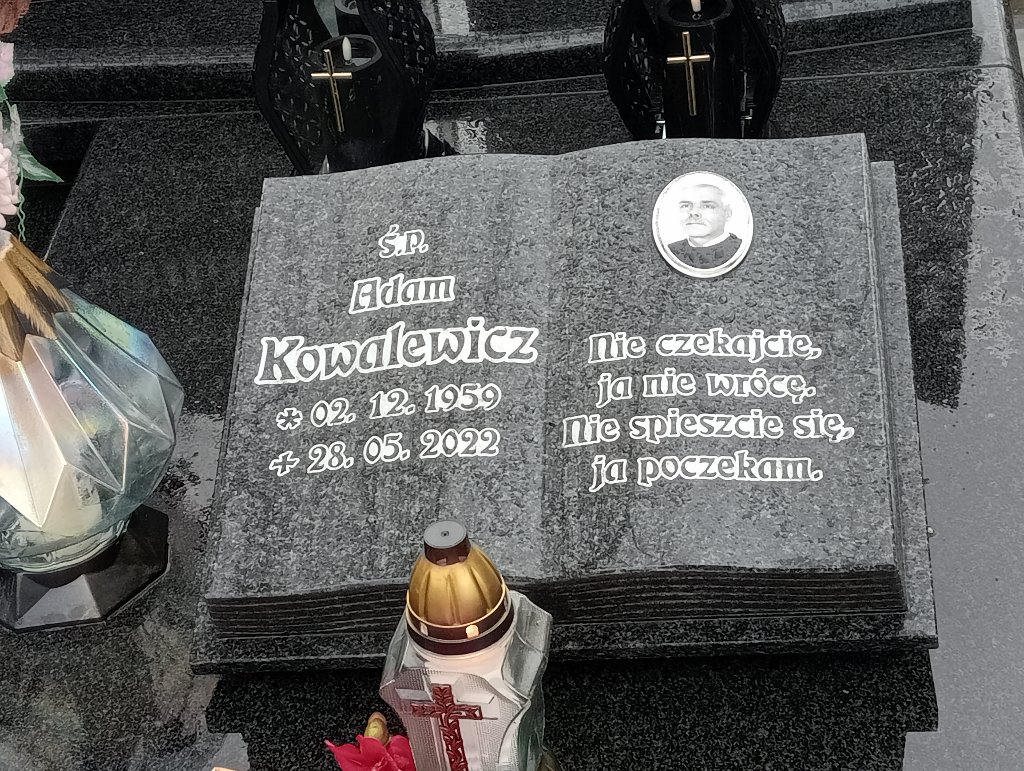 ś.p.
Adam
Kowalewicz
* 02. 12. 1959
+ 28. 05. 2022
Nie czekajcie,
ja nie wrócę.
Nie spieszcie się,
ja poczekam.